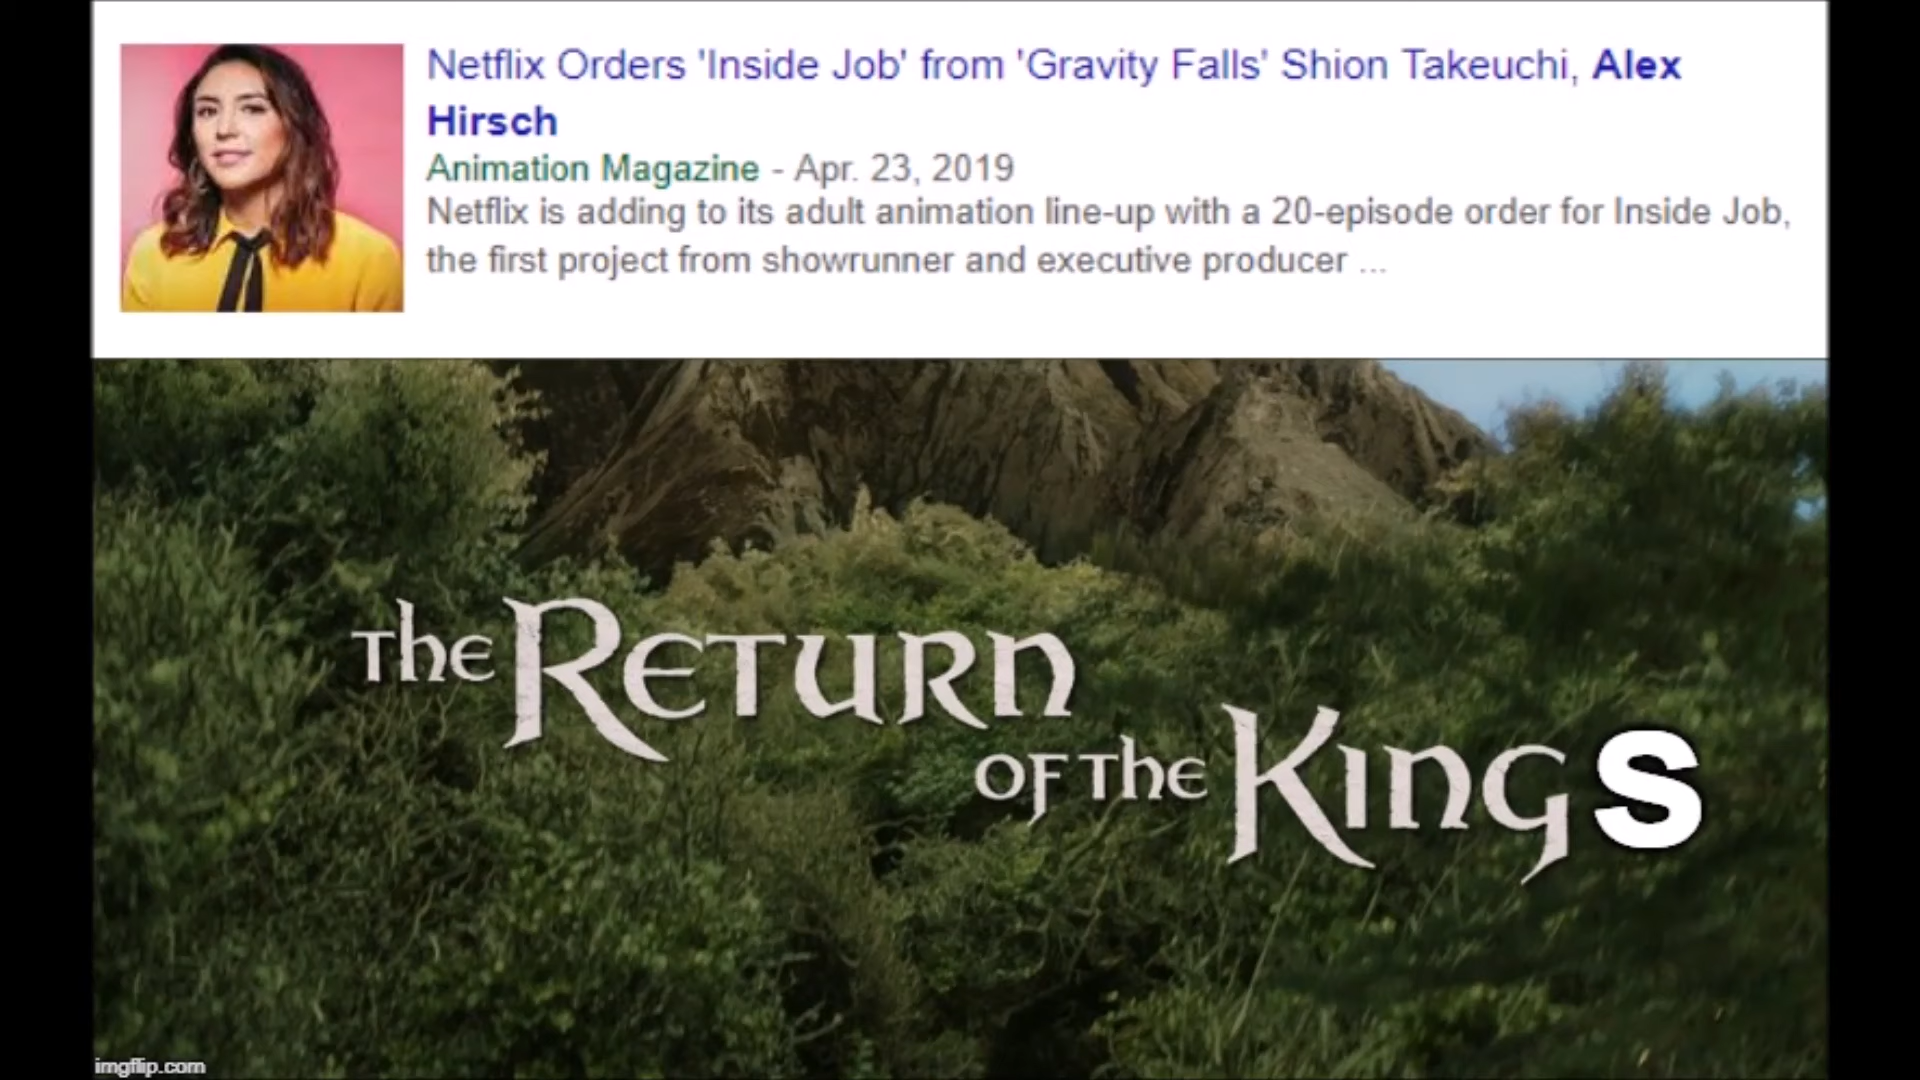 Netflix Orders 'Inside Job' from 'Gravity Falls' Shion Takeuchi, Alex
Hirsch
Animation Magazine - Apr. 23, 2019
Netflix is adding to its adult animation line-up with a 20-episode order for Inside Job,
the first project from showrunner and executive producer ...
The Return
of the Kings
imgflip.com